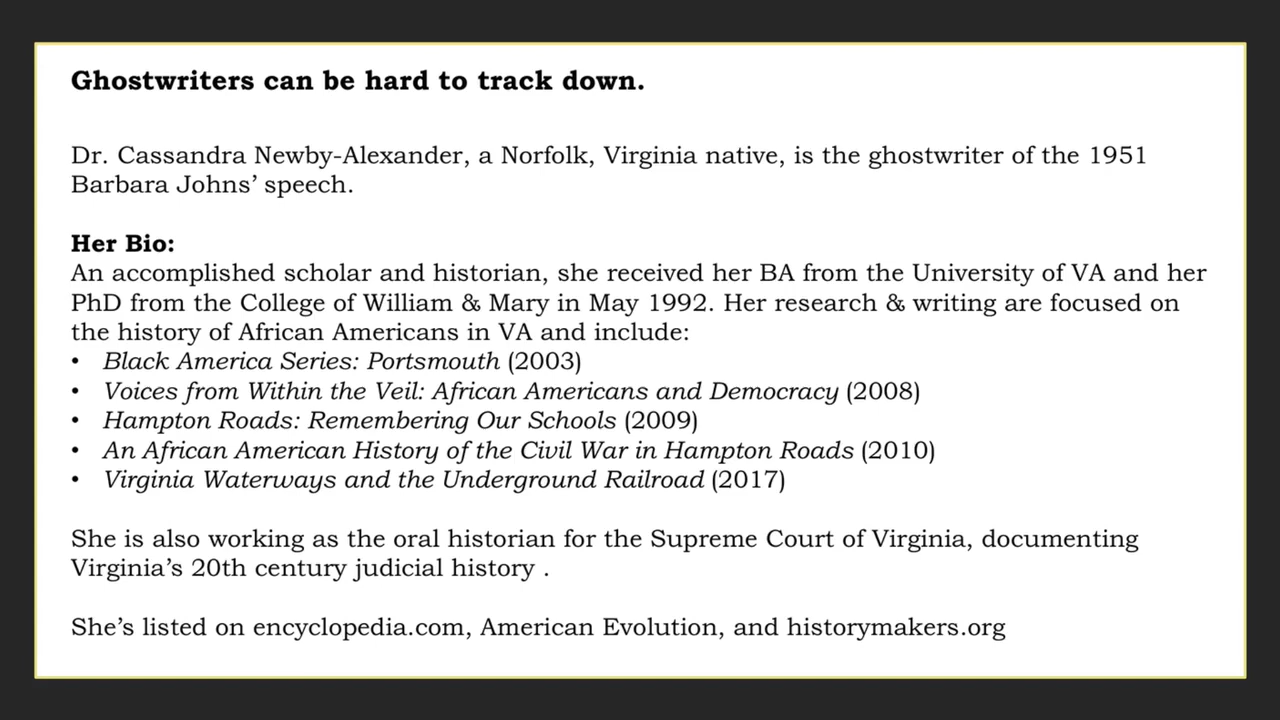 Ghostwriters can be hard to track down.
Dr. Cassandra Newby-Alexander, a Norfolk, Virginia native, is the ghostwriter of the 1951
Barbara Johns’ speech.
Her Bio:
An accomplished scholar and historian, she received her BA from the University of VA and her
PhD from the College of William & Mary in May 1992. Her research & writing are focused on
the history of African Americans in VA and include:
• Black America Series: Portsmouth (2003)
• Voices from Within the Veil: African Americans and Democracy (2008)
• Hampton Roads: Remembering Our Schools (2009)
• An African American History of the Civil War in Hampton Roads (2010)
• Virginia Waterways and the Underground Railroad (2017)
She is also working as the oral historian for the Supreme Court of Virginia, documenting
Virginia’s 20th century judicial history .
She’s listed on encyclopedia.com, American Evolution, and historymakers.org